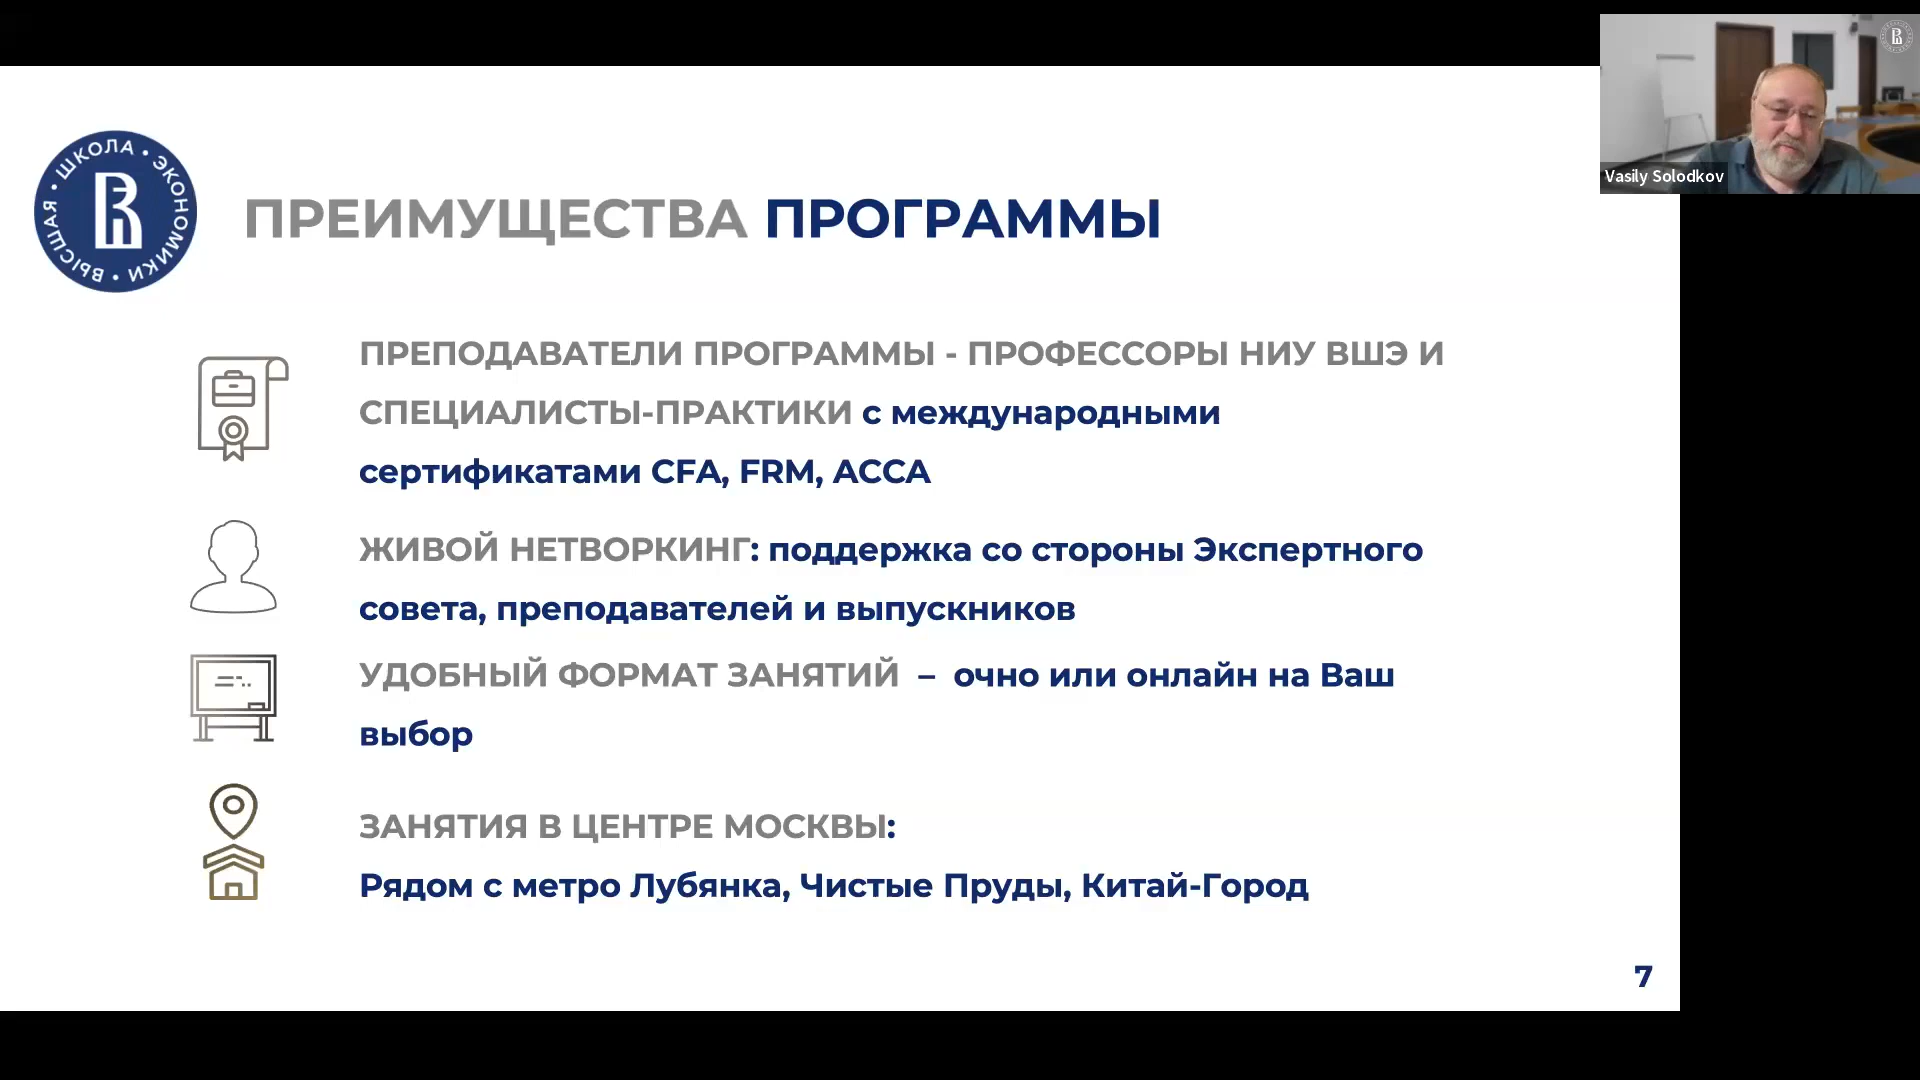 Vasily Solodkov
ВЫСШАЯ • ШКОЛА • ЭКОНОМИКИ •
ПРЕИМУЩЕСТВА ПРОГРАММЫ
ПРЕПОДАВАТЕЛИ ПРОГРАММЫ - ПРОФЕССОРЫ НИУ ВШЭ И
СПЕЦИАЛИСТЫ-ПРАКТИКИ с международными
сертификатами CFA, FRM, ACCA
ЖИВОЙ НЕТВОРКИНГ: поддержка со стороны Экспертного
совета, преподавателей и выпускников
УДОБНЫЙ ФОРМАТ ЗАНЯТИЙ – очно или онлайн на Ваш
выбор
ЗАНЯТИЯ В ЦЕНТРЕ МОСКВЫ:
Рядом с метро Лубянка, Чистые Пруды, Китай-Город
7